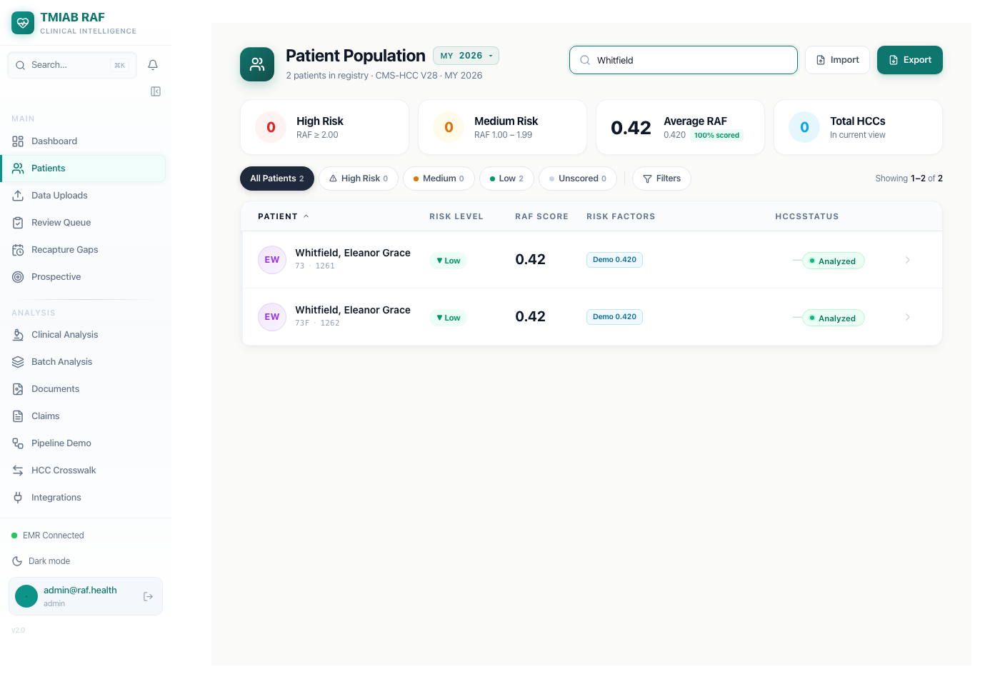 TMIAB RAF
CLINICAL INTELLIGENCE
Search... ⌘K
MAIN
Dashboard
Patients
Data Uploads
Review Queue
Recapture Gaps
Prospective
ANALYSIS
Clinical Analysis
Batch Analysis
Documents
Claims
Pipeline Demo
HCC Crosswalk
Integrations
EMR Connected
Dark mode
admin@raf.health
admin
v2.0
Patient Population MY 2026
2 patients in registry · CMS-HCC V28 · MY 2026
Whitfield
Import
Export
0 High Risk
RAF ≥ 2.00
0 Medium Risk
RAF 1.00 – 1.99
0.42 Average RAF
0.420 100% scored
0 Total HCCs
In current view
All Patients 2 High Risk 0 Medium 0 Low 2 Unscored 0 Filters Showing 1–2 of 2
PATIENT RISK LEVEL RAF SCORE RISK FACTORS HCCS STATUS
EW Whitfield, Eleanor Grace ▼ Low 0.42 Demo 0.420 — Analyzed
73 · 1261
EW Whitfield, Eleanor Grace ▼ Low 0.42 Demo 0.420 — Analyzed
73F · 1262